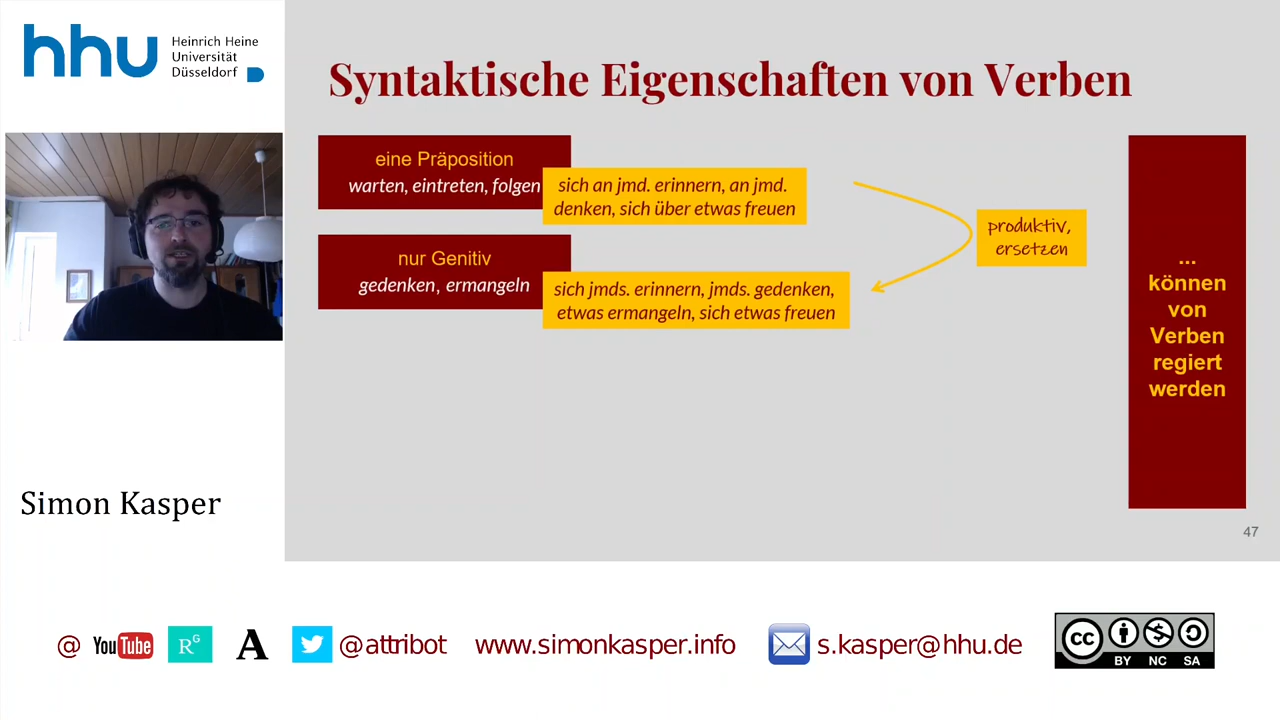 hhu
Heinrich Heine
Universität
Düsseldorf
Syntaktische Eigenschaften von Verben
eine Präposition
warten, eintreten, folgen
sich an jmd. erinnern, an jmd.
denken, sich über etwas freuen
produktiv,
ersetzen
nur Genitiv
gedenken, ermangeln
sich jmds. erinnern, jmds. gedenken,
etwas ermangeln, sich etwas freuen
...
können
von
Verben
regiert
werden
47
Simon Kasper
@ YouTube RG A @attribot www.simonkasper.info s.kasper@hhu.de
cc
BY NC SA